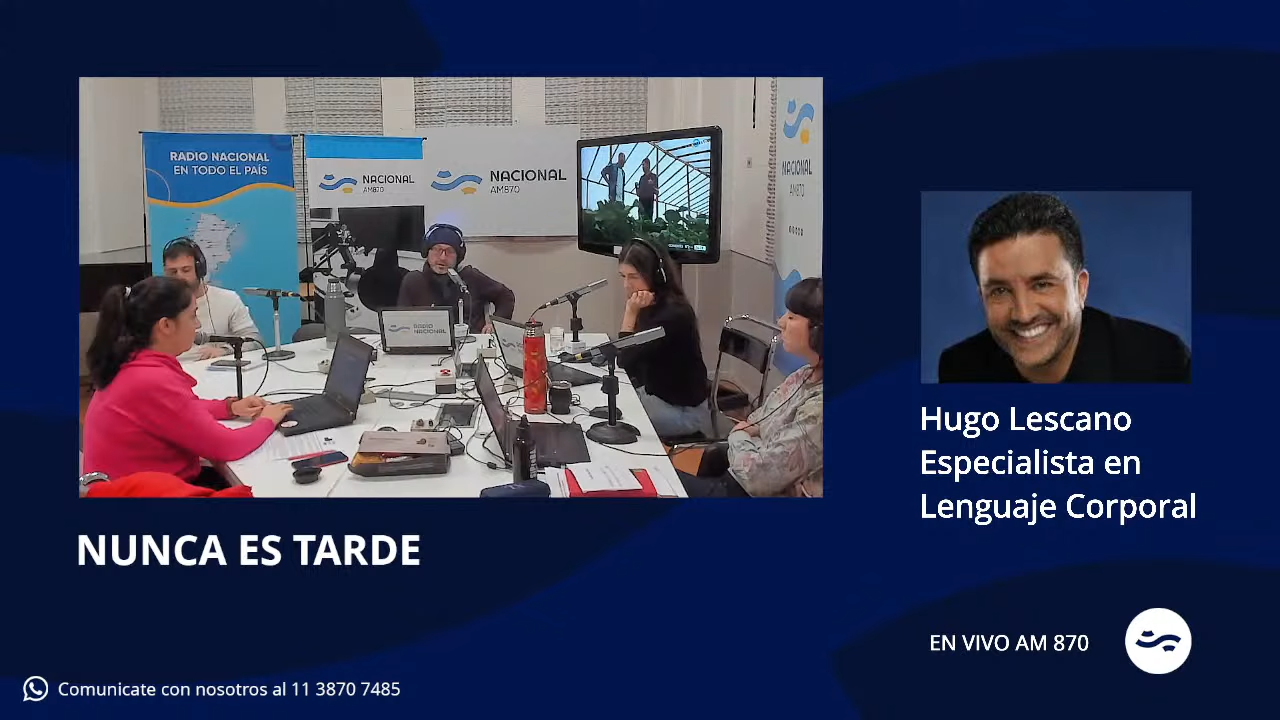 RADIO NACIONAL
EN TODO EL PAÍS
NACIONAL
AM870
NACIONAL
AM870
NACIONAL
AM870
RADIO
NACIONAL
Hugo Lescano
Especialista en
Lenguaje Corporal
NUNCA ES TARDE
EN VIVO AM 870
Comunicate con nosotros al 11 3870 7485